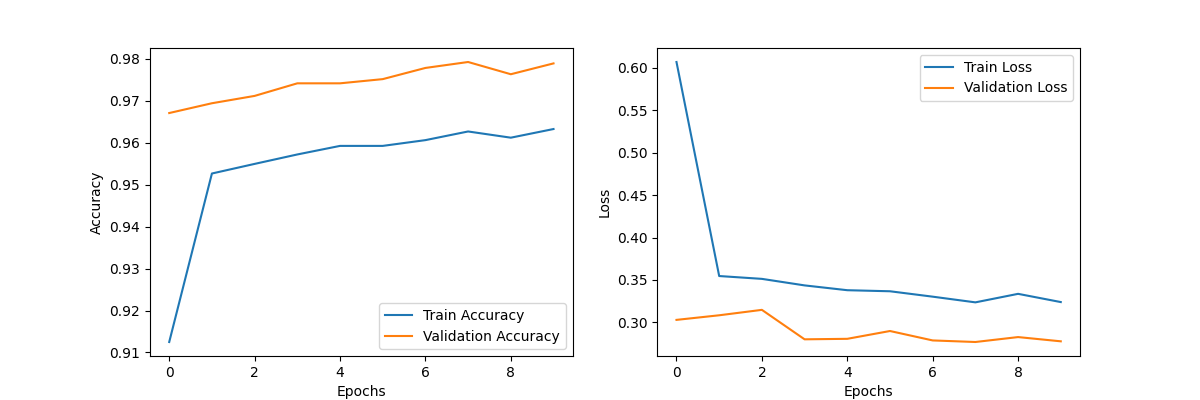 0.98
0.97
0.96
0.95
0.94
0.93
0.92
0.91
Accuracy
0 2 4 6 8
Epochs
Train Accuracy
Validation Accuracy
0.60
0.55
0.50
0.45
0.40
0.35
0.30
Loss
0 2 4 6 8
Epochs
Train Loss
Validation Loss